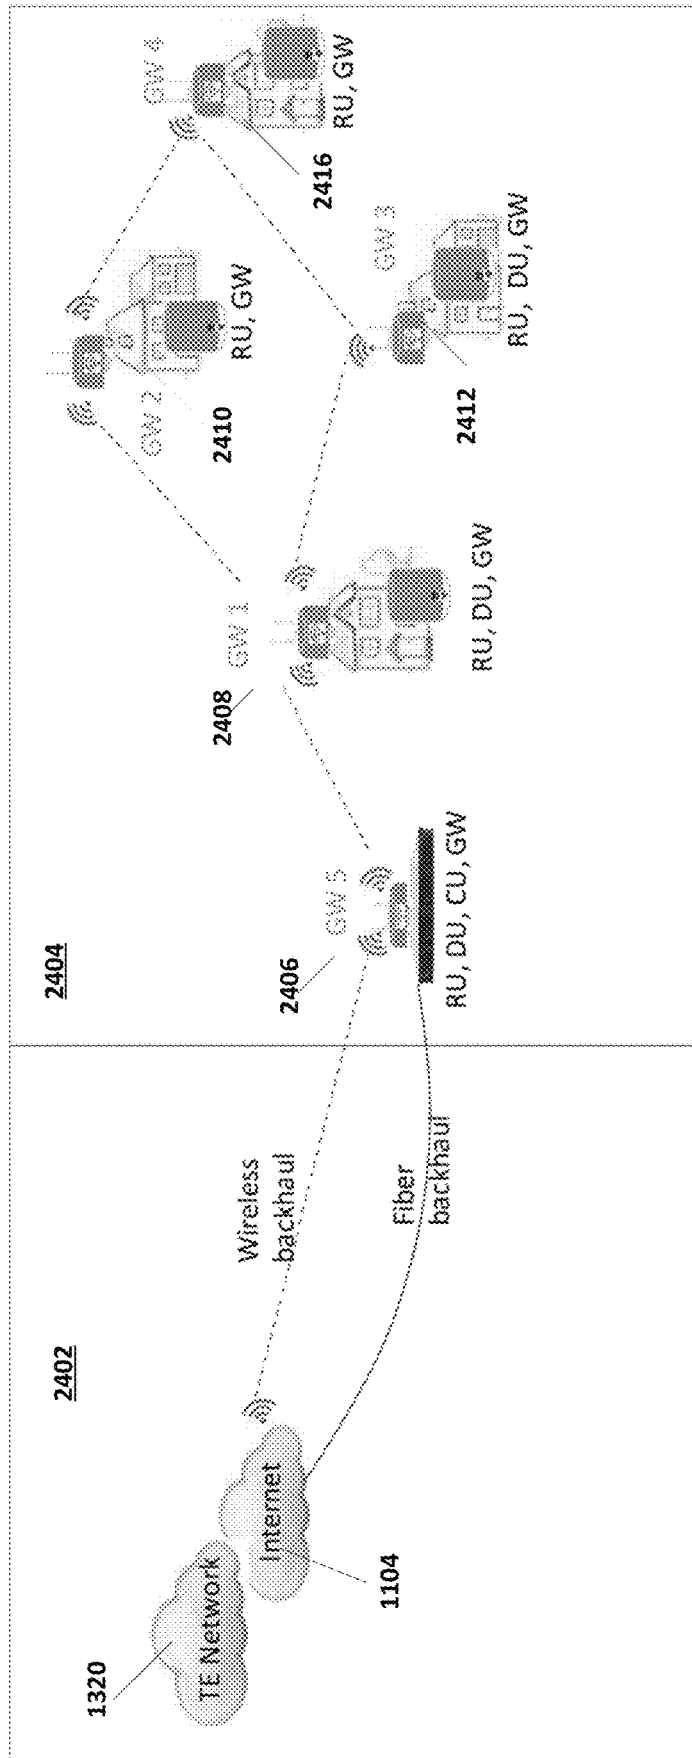 2402
1320
TE Network
Internet
1104
Wireless
backhaul
Fiber
backhaul
2404
2406
GW 5
RU, DU, CU, GW
2408
GW 1
RU, DU, GW
GW 2
2410
RU, GW
GW 3
2412
RU, DU, GW
GW 4
2416
RU, GW